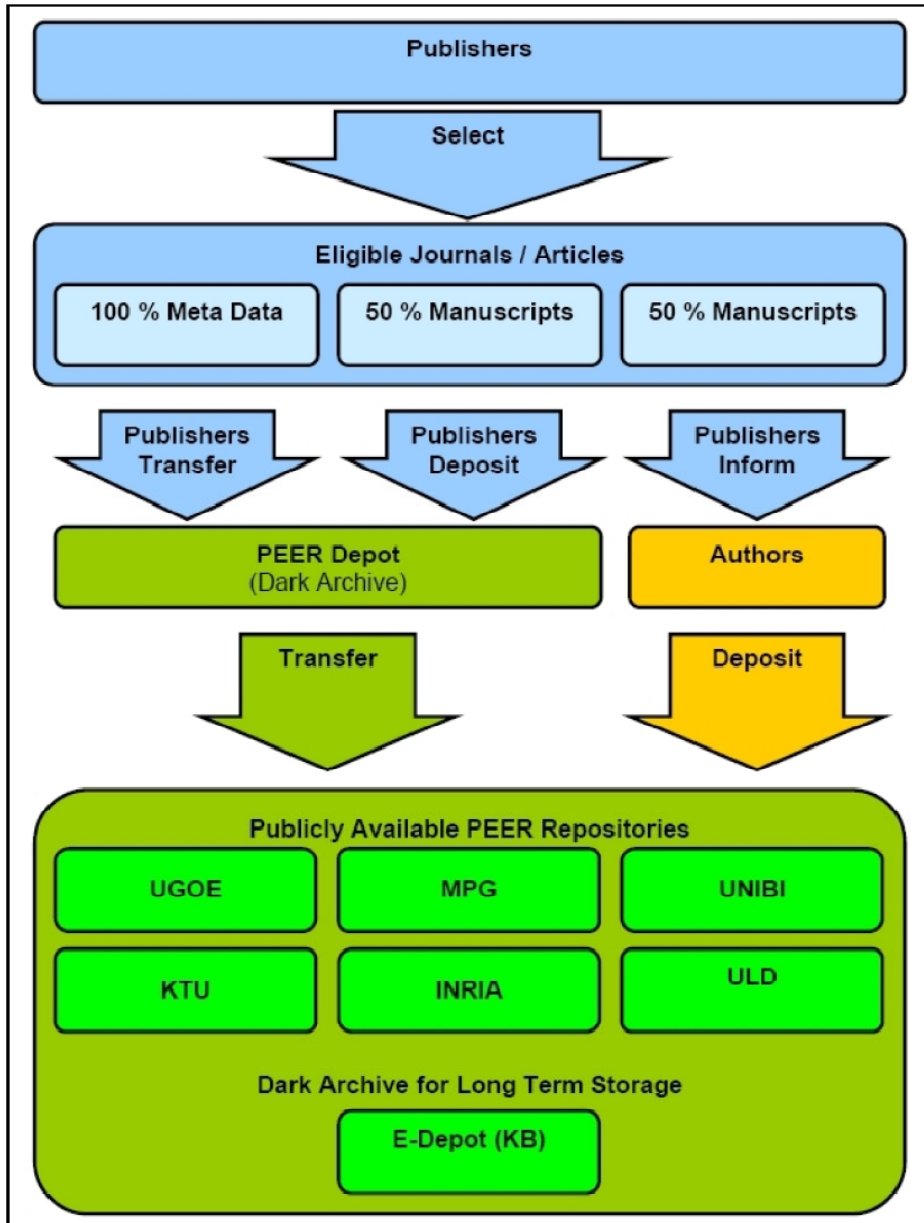 Publishers
Select
Eligible Journals / Articles
100 % Meta Data
50 % Manuscripts
50 % Manuscripts
Publishers
Transfer
Publishers
Deposit
Publishers
Inform
PEER Depot
(Dark Archive)
Authors
Transfer
Deposit
Publicly Available PEER Repositories
UGOE
MPG
UNIBI
KTU
INRIA
ULD
Dark Archive for Long Term Storage
E-Depot (KB)